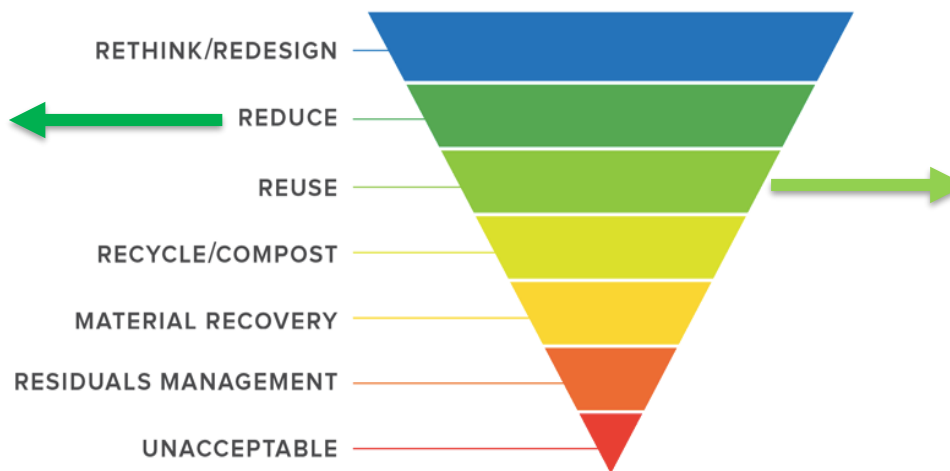 RETHINK/REDESIGN
REDUCE
REUSE
RECYCLE/COMPOST
MATERIAL RECOVERY
RESIDUALS MANAGEMENT
UNACCEPTABLE